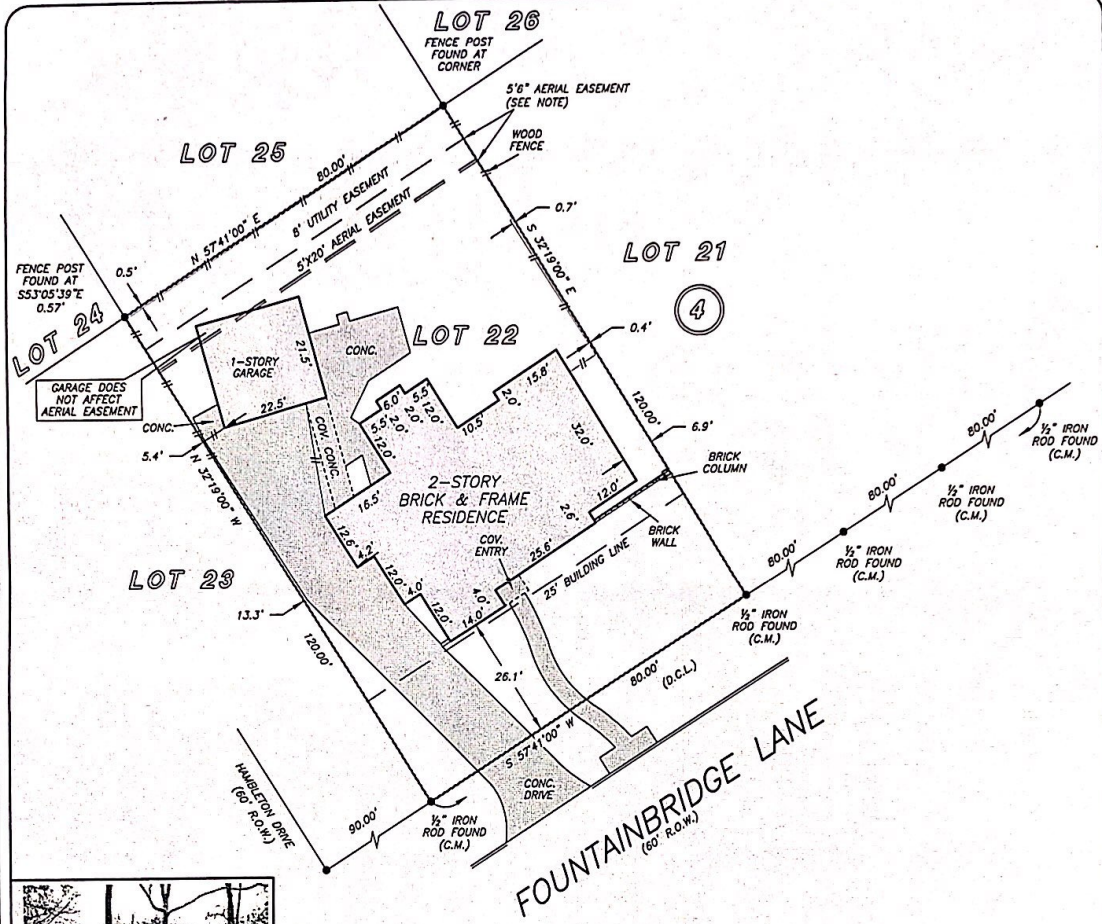 LOT 26
FENCE POST
FOUND AT
CORNER
5'6" AERIAL EASEMENT
(SEE NOTE)
WOOD
FENCE
LOT 25
80.00'
N 57°41'00" E
8' UTILITY EASEMENT
5'X20' AERIAL EASEMENT
0.7'
S 32°19'00" E
LOT 21
4
FENCE POST
FOUND AT
S53°05'39"E
0.57'
0.5'
LOT 24
0.4'
LOT 22
CONC.
1-STORY
GARAGE
21.5'
22.5'
GARAGE DOES
NOT AFFECT
AERIAL EASEMENT
CONC.
5.4'
N 32°19'00" W
COV. CONC.
5.5'
12.0'
2.0'
6.0'
2.0'
5.5'
12.0'
10.5'
2.0'
15.8'
32.0'
120.00'
6.9'
BRICK
COLUMN
2-STORY
BRICK & FRAME
RESIDENCE
16.5'
12.6'
4.2'
12.0'
4.0'
12.0'
14.0'
4.0'
COV.
ENTRY
25.6'
2.6'
12.0'
BRICK
WALL
25' BUILDING LINE
LOT 23
13.3'
120.00'
26.1'
80.00'
(D.C.L.)
S 57°41'00" W
½" IRON
ROD FOUND
(C.M.)
80.00'
½" IRON
ROD FOUND
(C.M.)
80.00'
½" IRON
ROD FOUND
(C.M.)
80.00'
½" IRON
ROD FOUND
(C.M.)
HAMBLETON DRIVE
(60' R.O.W.)
90.00'
½" IRON
ROD FOUND
(C.M.)
CONC.
DRIVE
FOUNTAINBRIDGE LANE
(60' R.O.W.)